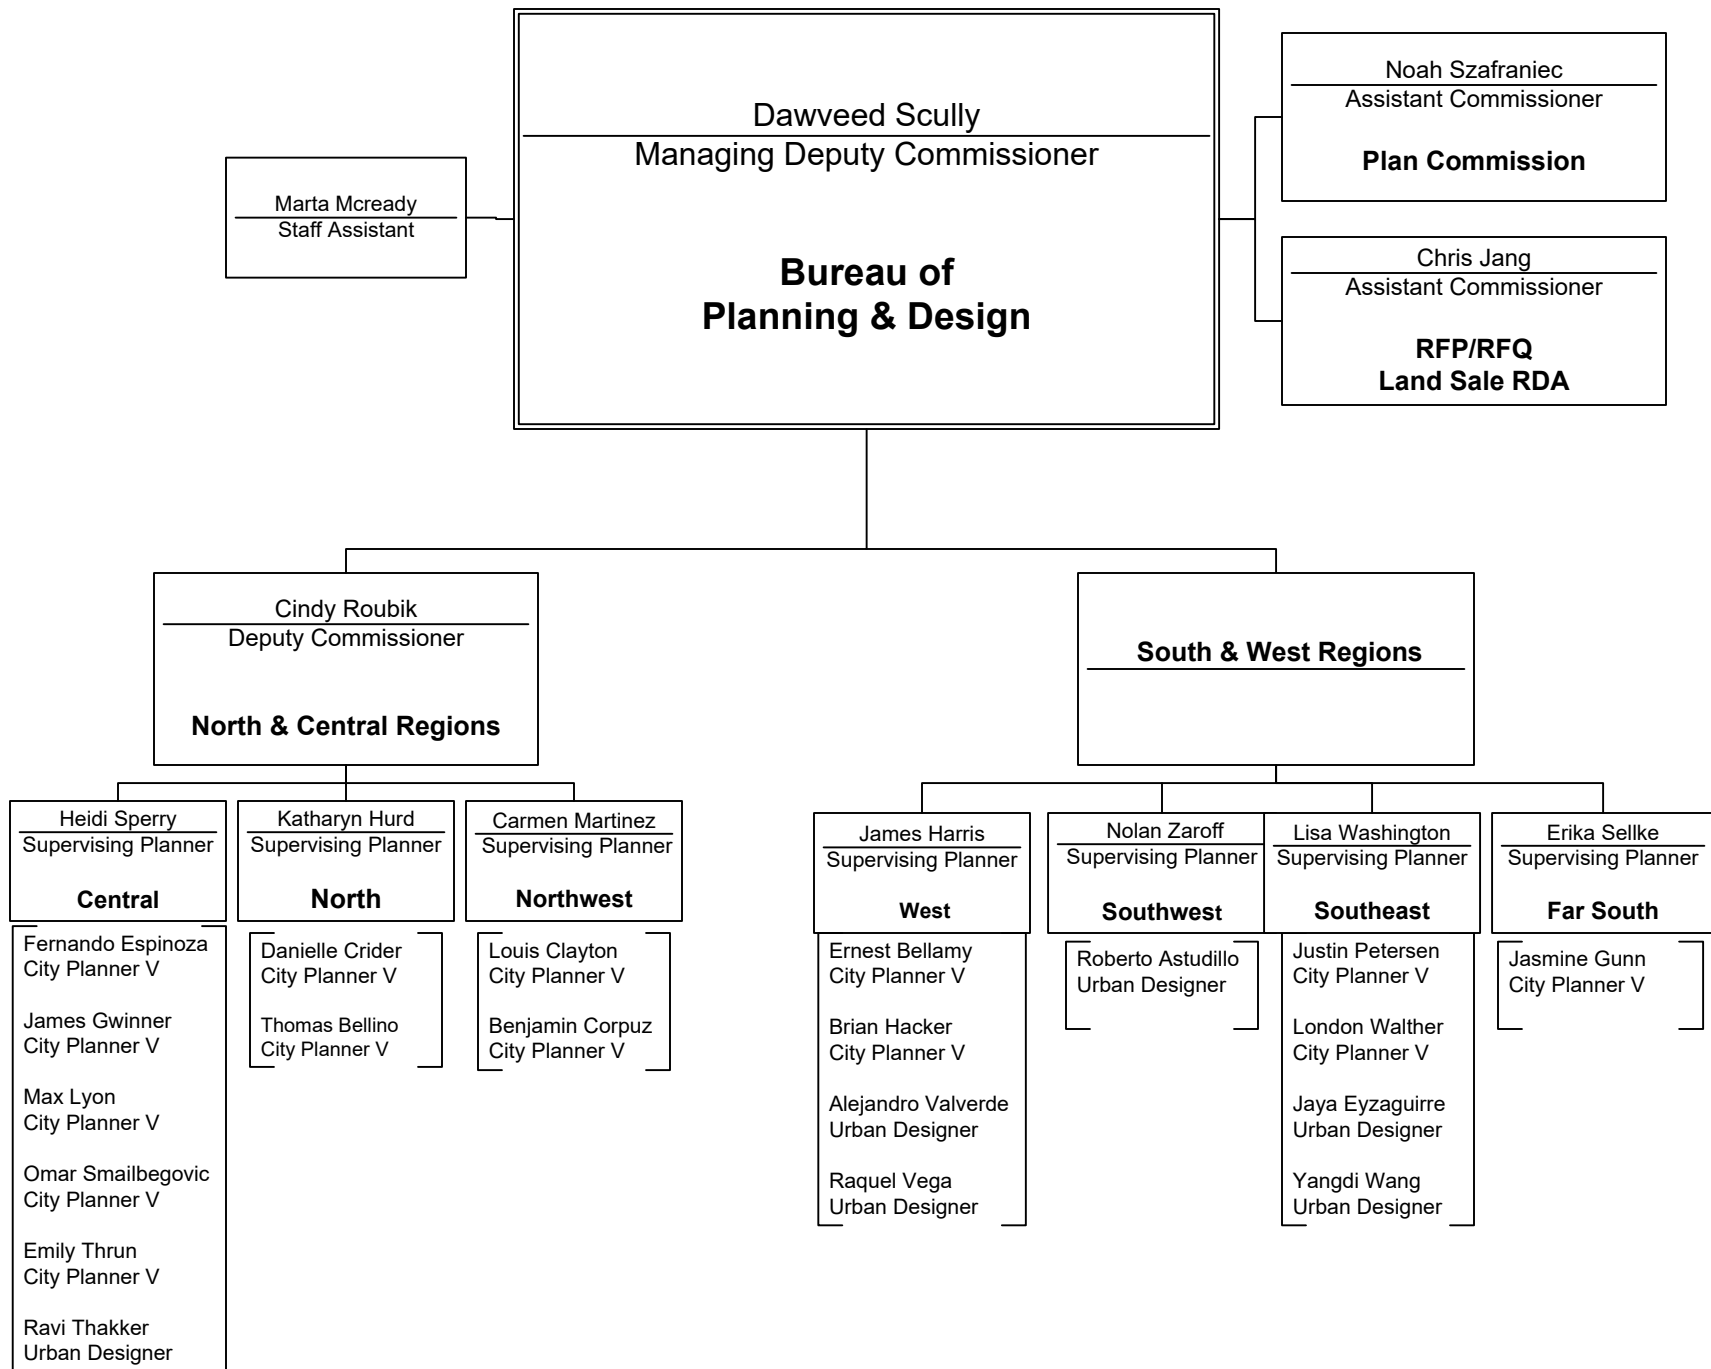 Dawveed Scully
Managing Deputy Commissioner
Bureau of
Planning & Design
Marta Mcready
Staff Assistant
Noah Szafraniec
Assistant Commissioner
Plan Commission
Chris Jang
Assistant Commissioner
RFP/RFQ
Land Sale RDA
Cindy Roubik
Deputy Commissioner
North & Central Regions
South & West Regions
Heidi Sperry
Supervising Planner
Central
Fernando Espinoza
City Planner V
James Gwinner
City Planner V
Max Lyon
City Planner V
Omar Smailbegovic
City Planner V
Emily Thrun
City Planner V
Ravi Thakker
Urban Designer
Katharyn Hurd
Supervising Planner
North
Danielle Crider
City Planner V
Thomas Bellino
City Planner V
Carmen Martinez
Supervising Planner
Northwest
Louis Clayton
City Planner V
Benjamin Corpuz
City Planner V
James Harris
Supervising Planner
West
Ernest Bellamy
City Planner V
Brian Hacker
City Planner V
Alejandro Valverde
Urban Designer
Raquel Vega
Urban Designer
Nolan Zaroff
Supervising Planner
Southwest
Roberto Astudillo
Urban Designer
Lisa Washington
Supervising Planner
Southeast
Justin Petersen
City Planner V
London Walther
City Planner V
Jaya Eyzaguirre
Urban Designer
Yangdi Wang
Urban Designer
Erika Sellke
Supervising Planner
Far South
Jasmine Gunn
City Planner V